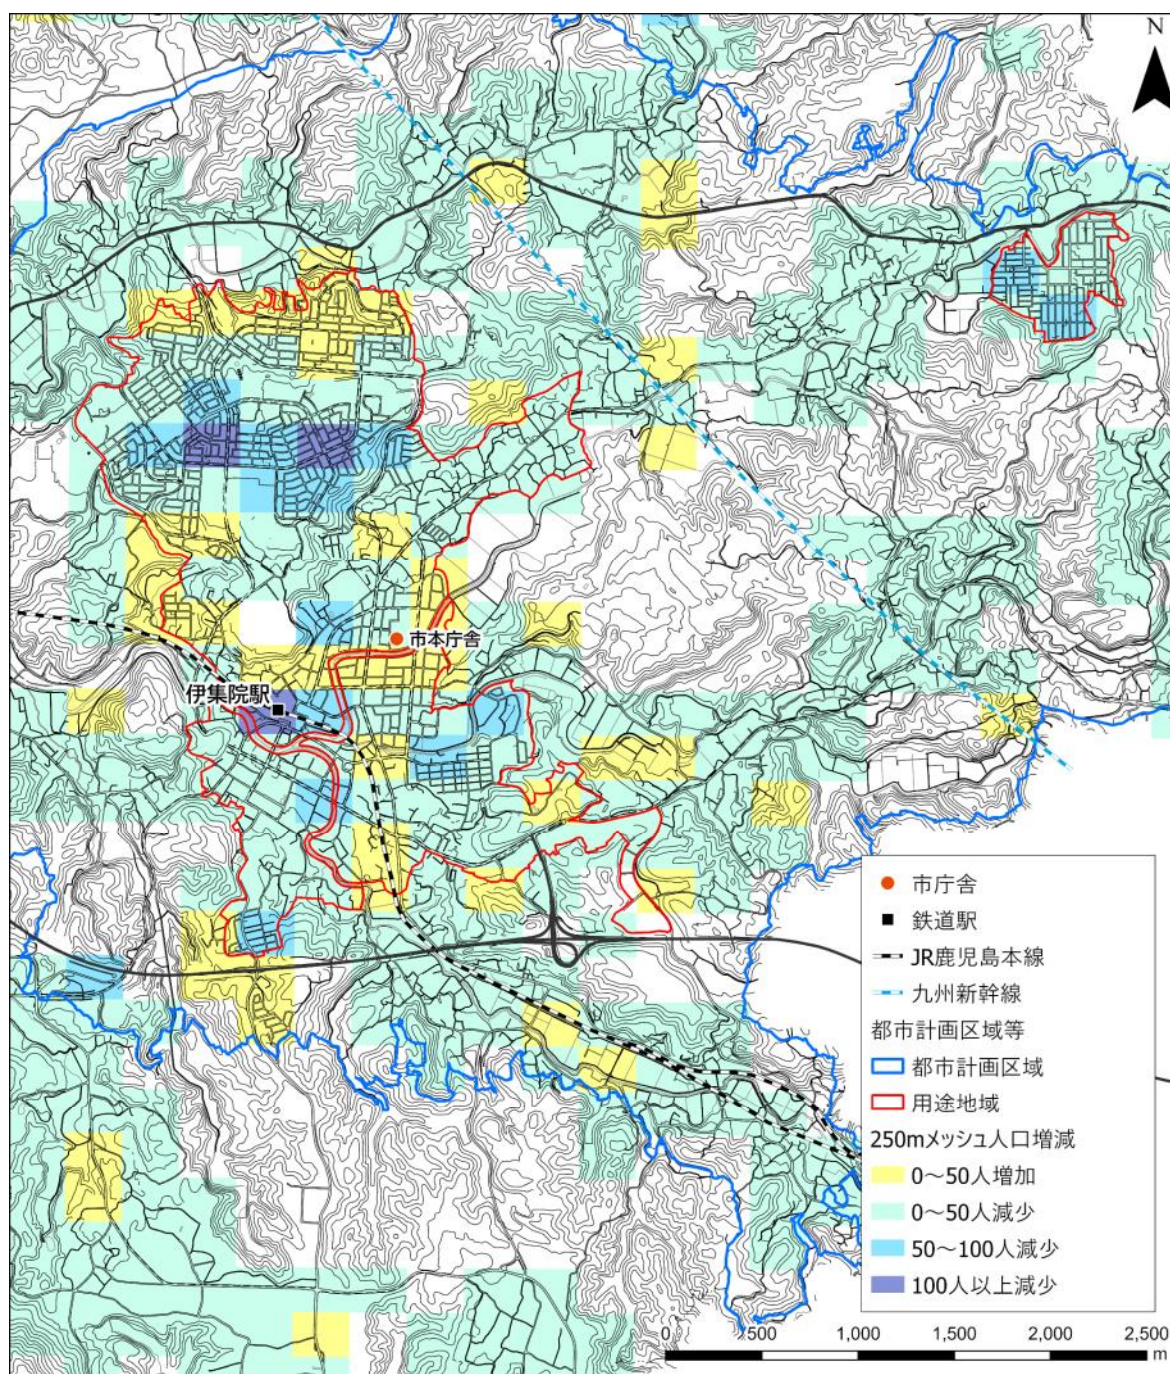 N
市本庁舎
伊集院駅
市庁舎
鉄道駅
JR鹿児島本線
九州新幹線
都市計画区域等
都市計画区域
用途地域
250mメッシュ人口増減
0～50人増加
0～50人減少
50～100人減少
100人以上減少
0 500 1,000 1,500 2,000 2,500
m